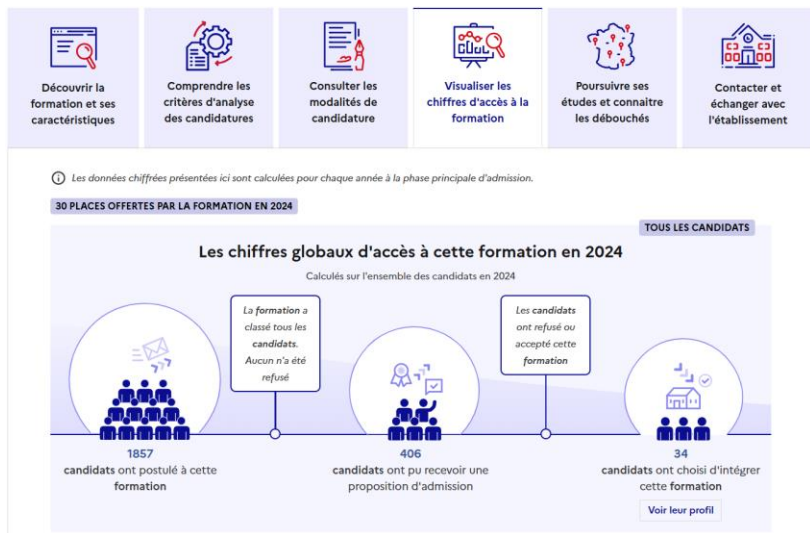 Découvrir la
formation et ses
caractéristiques
Comprendre les
critères d'analyse
des candidatures
Consulter les
modalités de
candidature
Visualiser les
chiffres d'accès à la
formation
Poursuivre ses
études et connaitre
les débouchés
Contacter et
échanger avec
l'établissement
Les données chiffrées présentées ici sont calculées pour chaque année à la phase principale d'admission.
30 PLACES OFFERTES PAR LA FORMATION EN 2024
TOUS LES CANDIDATS
Les chiffres globaux d'accès à cette formation en 2024
Calculés sur l'ensemble des candidats en 2024
La formation a
classé tous les
candidats.
Aucun n'a été
refusé
Les candidats
ont refusé ou
accepté cette
formation
1857
candidats ont postulé à cette
formation
406
candidats ont pu recevoir une
proposition d'admission
34
candidats ont choisi d'intégrer
cette formation
Voir leur profil